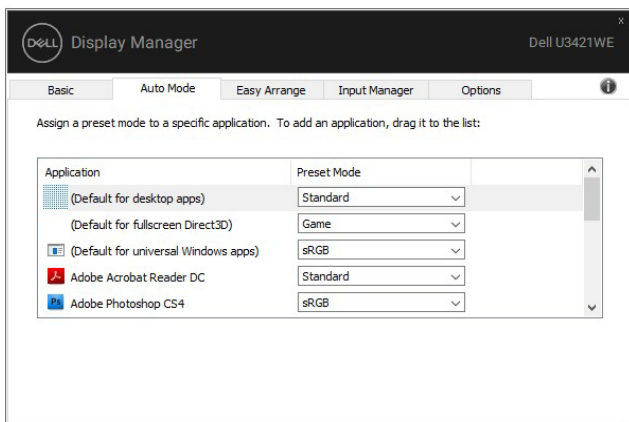 DELL Display Manager Dell U3421WE x
Basic Auto Mode Easy Arrange Input Manager Options i
Assign a preset mode to a specific application. To add an application, drag it to the list:
Application Preset Mode
(Default for desktop apps) Standard
(Default for fullscreen Direct3D) Game
(Default for universal Windows apps) sRGB
Adobe Acrobat Reader DC Standard
Ps Adobe Photoshop CS4 sRGB